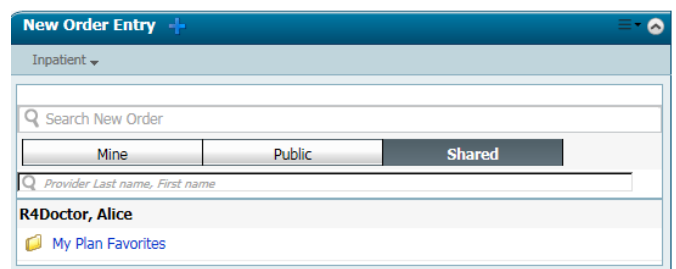 New Order Entry
Inpatient
Search New Order
Mine Public Shared
Provider Last name, First name
R4Doctor, Alice
My Plan Favorites